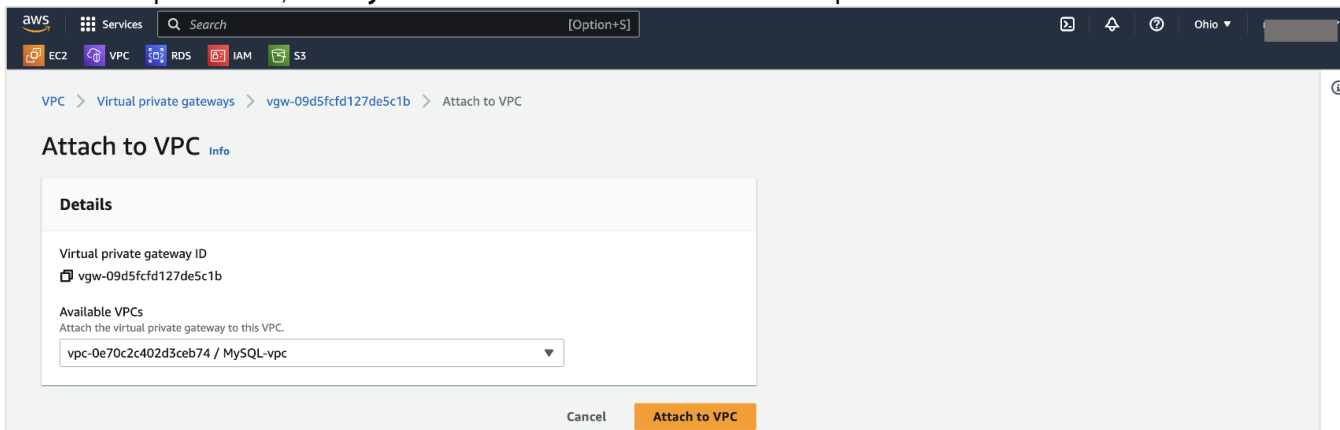 aws
Services
Search
[Option+S]
Ohio
EC2
VPC
RDS
IAM
S3
VPC > Virtual private gateways > vgw-09d5fcfd127de5c1b > Attach to VPC
Attach to VPC Info
Details
Virtual private gateway ID
vgw-09d5fcfd127de5c1b
Available VPCs
Attach the virtual private gateway to this VPC.
vpc-0e70c2c402d3ceb74 / MySQL-vpc
Cancel
Attach to VPC